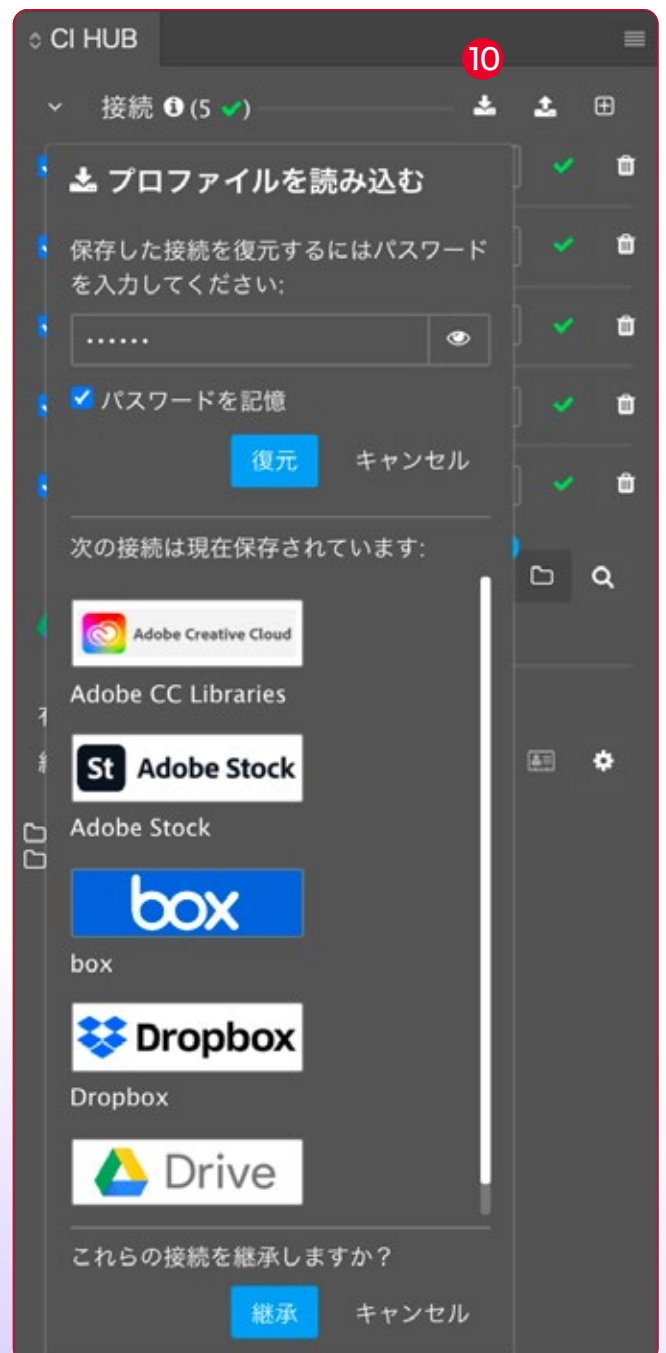 CI HUB
10
接続 (5 ✓)
プロファイルを読み込む
保存した接続を復元するにはパスワード
を入力してください:
······
パスワードを記憶
復元 キャンセル
次の接続は現在保存されています:
Adobe Creative Cloud
Adobe CC Libraries
St Adobe Stock
Adobe Stock
box
box
Dropbox
Dropbox
Drive
これらの接続を継承しますか？
継承 キャンセル